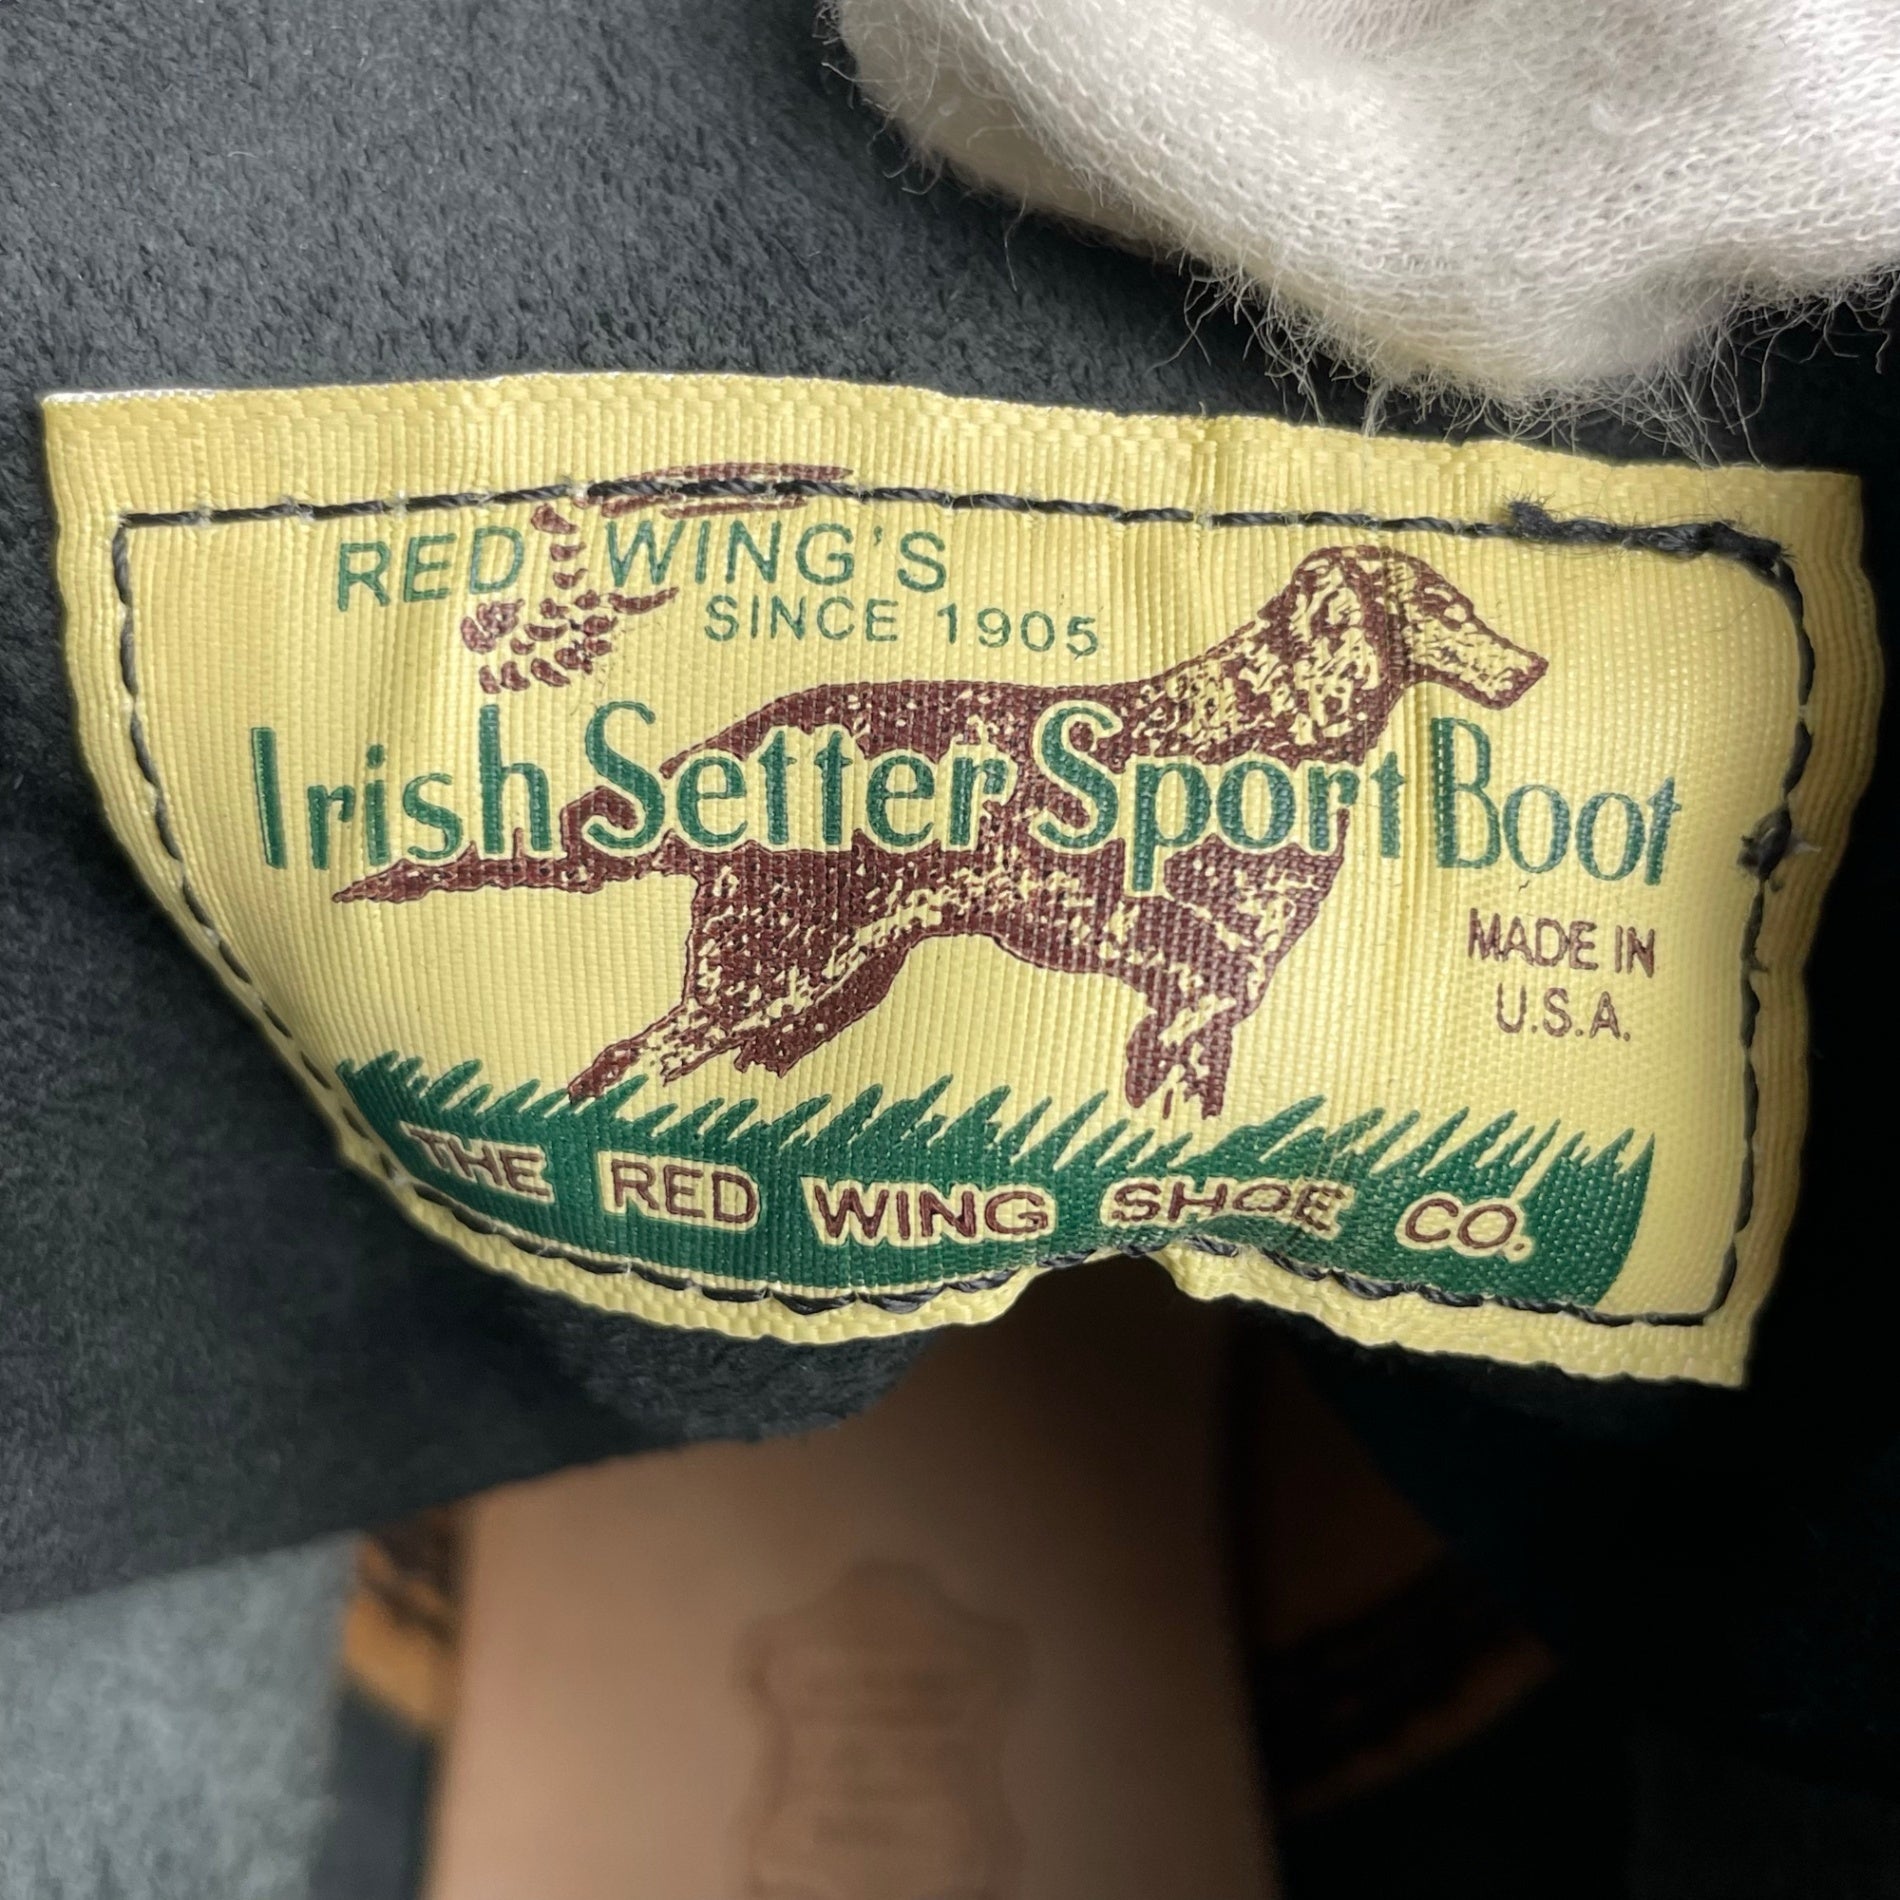 RED WING'S
SINCE 1905
Irish Setter Sport Boot
MADE IN
U.S.A.
THE RED WING SHOE CO.